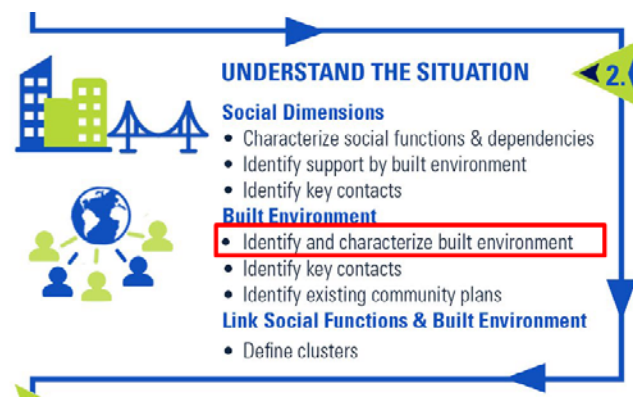 UNDERSTAND THE SITUATION
2.
Social Dimensions
• Characterize social functions & dependencies
• Identify support by built environment
• Identify key contacts
Built Environment
• Identify and characterize built environment
• Identify key contacts
• Identify existing community plans
Link Social Functions & Built Environment
• Define clusters